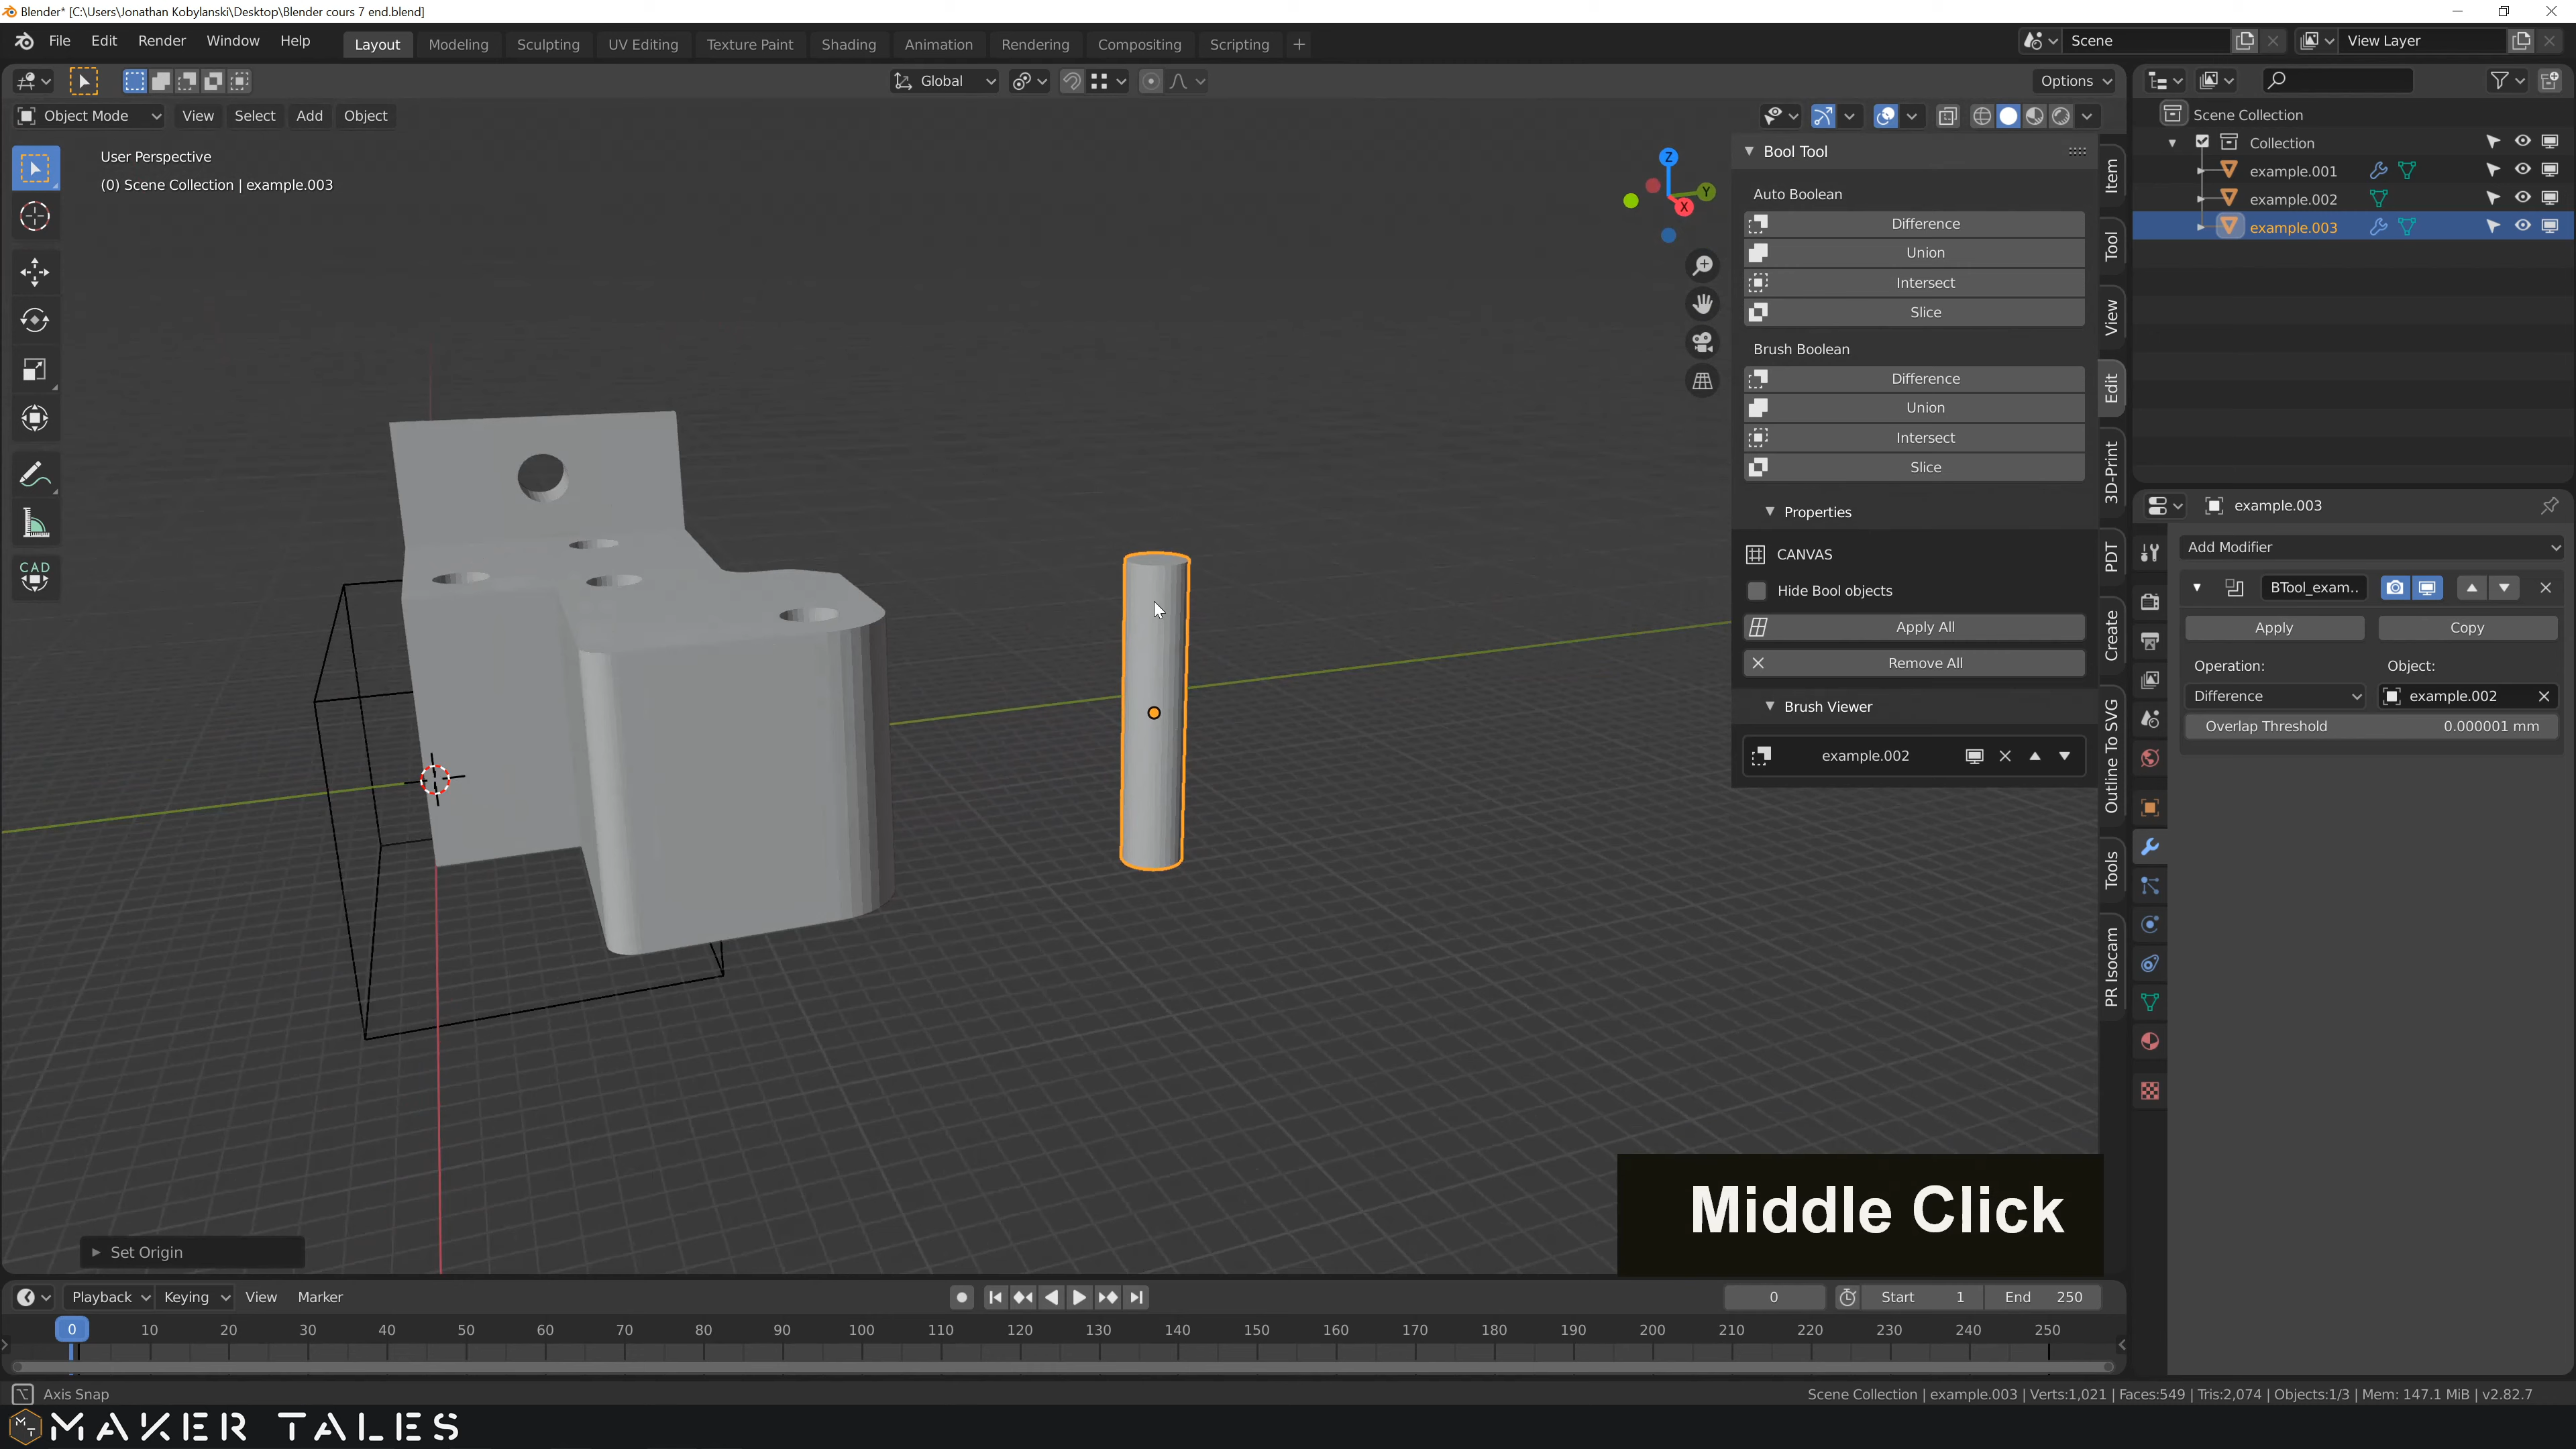 Blender* [C:\Users\Jonathan Kobylanski\Desktop\Blender cours 7 end.blend]
File Edit Render Window Help
Layout Modeling Sculpting UV Editing Texture Paint Shading Animation Rendering Compositing Scripting +
Scene
View Layer
Global
Options
Object Mode View Select Add Object
User Perspective
(0) Scene Collection | example.003
CAD
Z
Y
X
Bool Tool
Auto Boolean
Difference
Union
Intersect
Slice
Brush Boolean
Difference
Union
Intersect
Slice
Properties
CANVAS
Hide Bool objects
Apply All
Remove All
Brush Viewer
example.002
Item
Tool
View
Edit
3D-Print
PDT
Create
Outline To SVG
Tools
PR Isocam
Scene Collection
Collection
example.001
example.002
example.003
example.003
Add Modifier
BTool_exam..
Apply Copy
Operation: Object:
Difference example.002
Overlap Threshold 0.000001 mm
Middle Click
Set Origin
Playback Keying View Marker
0 Start 1 End 250
0 10 20 30 40 50 60 70 80 90 100 110 120 130 140 150 160 170 180 190 200 210 220 230 240 250
Axis Snap
Scene Collection | example.003 | Verts:1,021 | Faces:549 | Tris:2,074 | Objects:1/3 | Mem: 147.1 MiB | v2.82.7
MT MAKER TALES